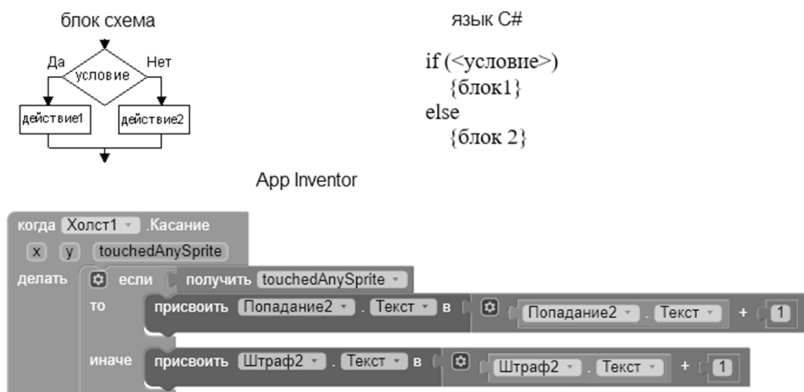 блок схема
язык C#
Да
Нет
условие
действие1
действие2
if (<условие>)
{блок1}
else
{блок 2}
App Inventor
когда Холст1 .Касание
x y touchedAnySprite
делать если получить touchedAnySprite
то присвоить Попадание2 . Текст в Попадание2 . Текст + 1
иначе присвоить Штраф2 . Текст в Штраф2 . Текст + 1